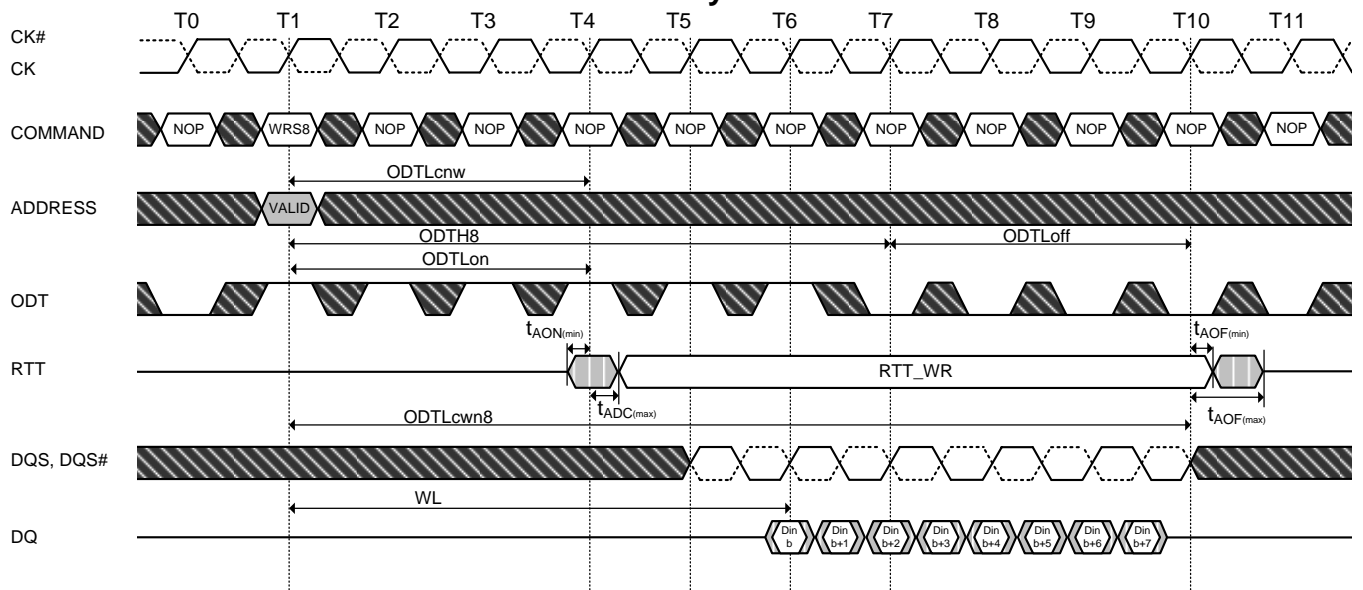 T0 T1 T2 T3 T4 T5 T6 T7 T8 T9 T10 T11
CK#
CK
COMMAND NOP WRS8 NOP NOP NOP NOP NOP NOP NOP NOP NOP NOP
ODTLcnw
ADDRESS VALID
ODTH8 ODTLoff
ODTLon
ODT
tAON(min) tAOF(min)
RTT RTT_WR
tADC(max) tAOF(max)
ODTLcwn8
DQS, DQS#
WL
DQ Din b Din b+1 Din b+2 Din b+3 Din b+4 Din b+5 Din b+6 Din b+7